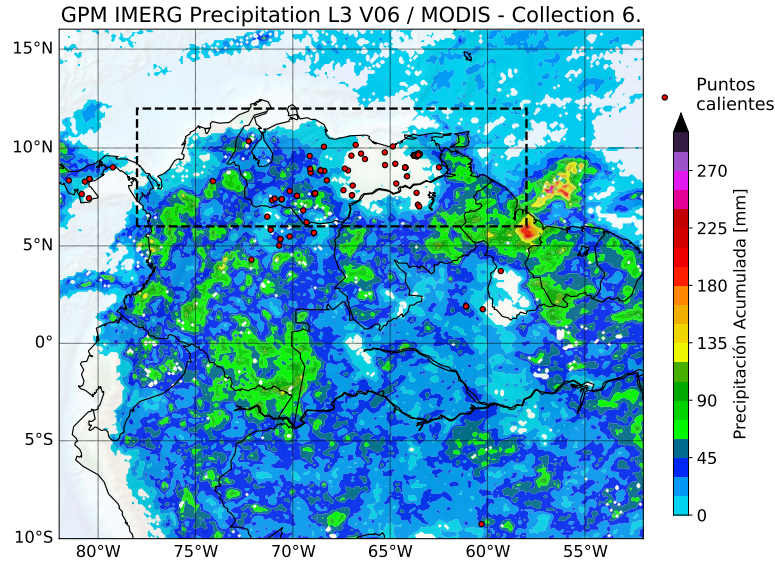 GPM IMERG Precipitation L3 V06 / MODIS - Collection 6.
15°N
10°N
5°N
0°
5°S
10°S
80°W
75°W
70°W
65°W
60°W
55°W
Puntos
calientes
270
225
180
135
90
45
0
Precipitación Acumulada [mm]